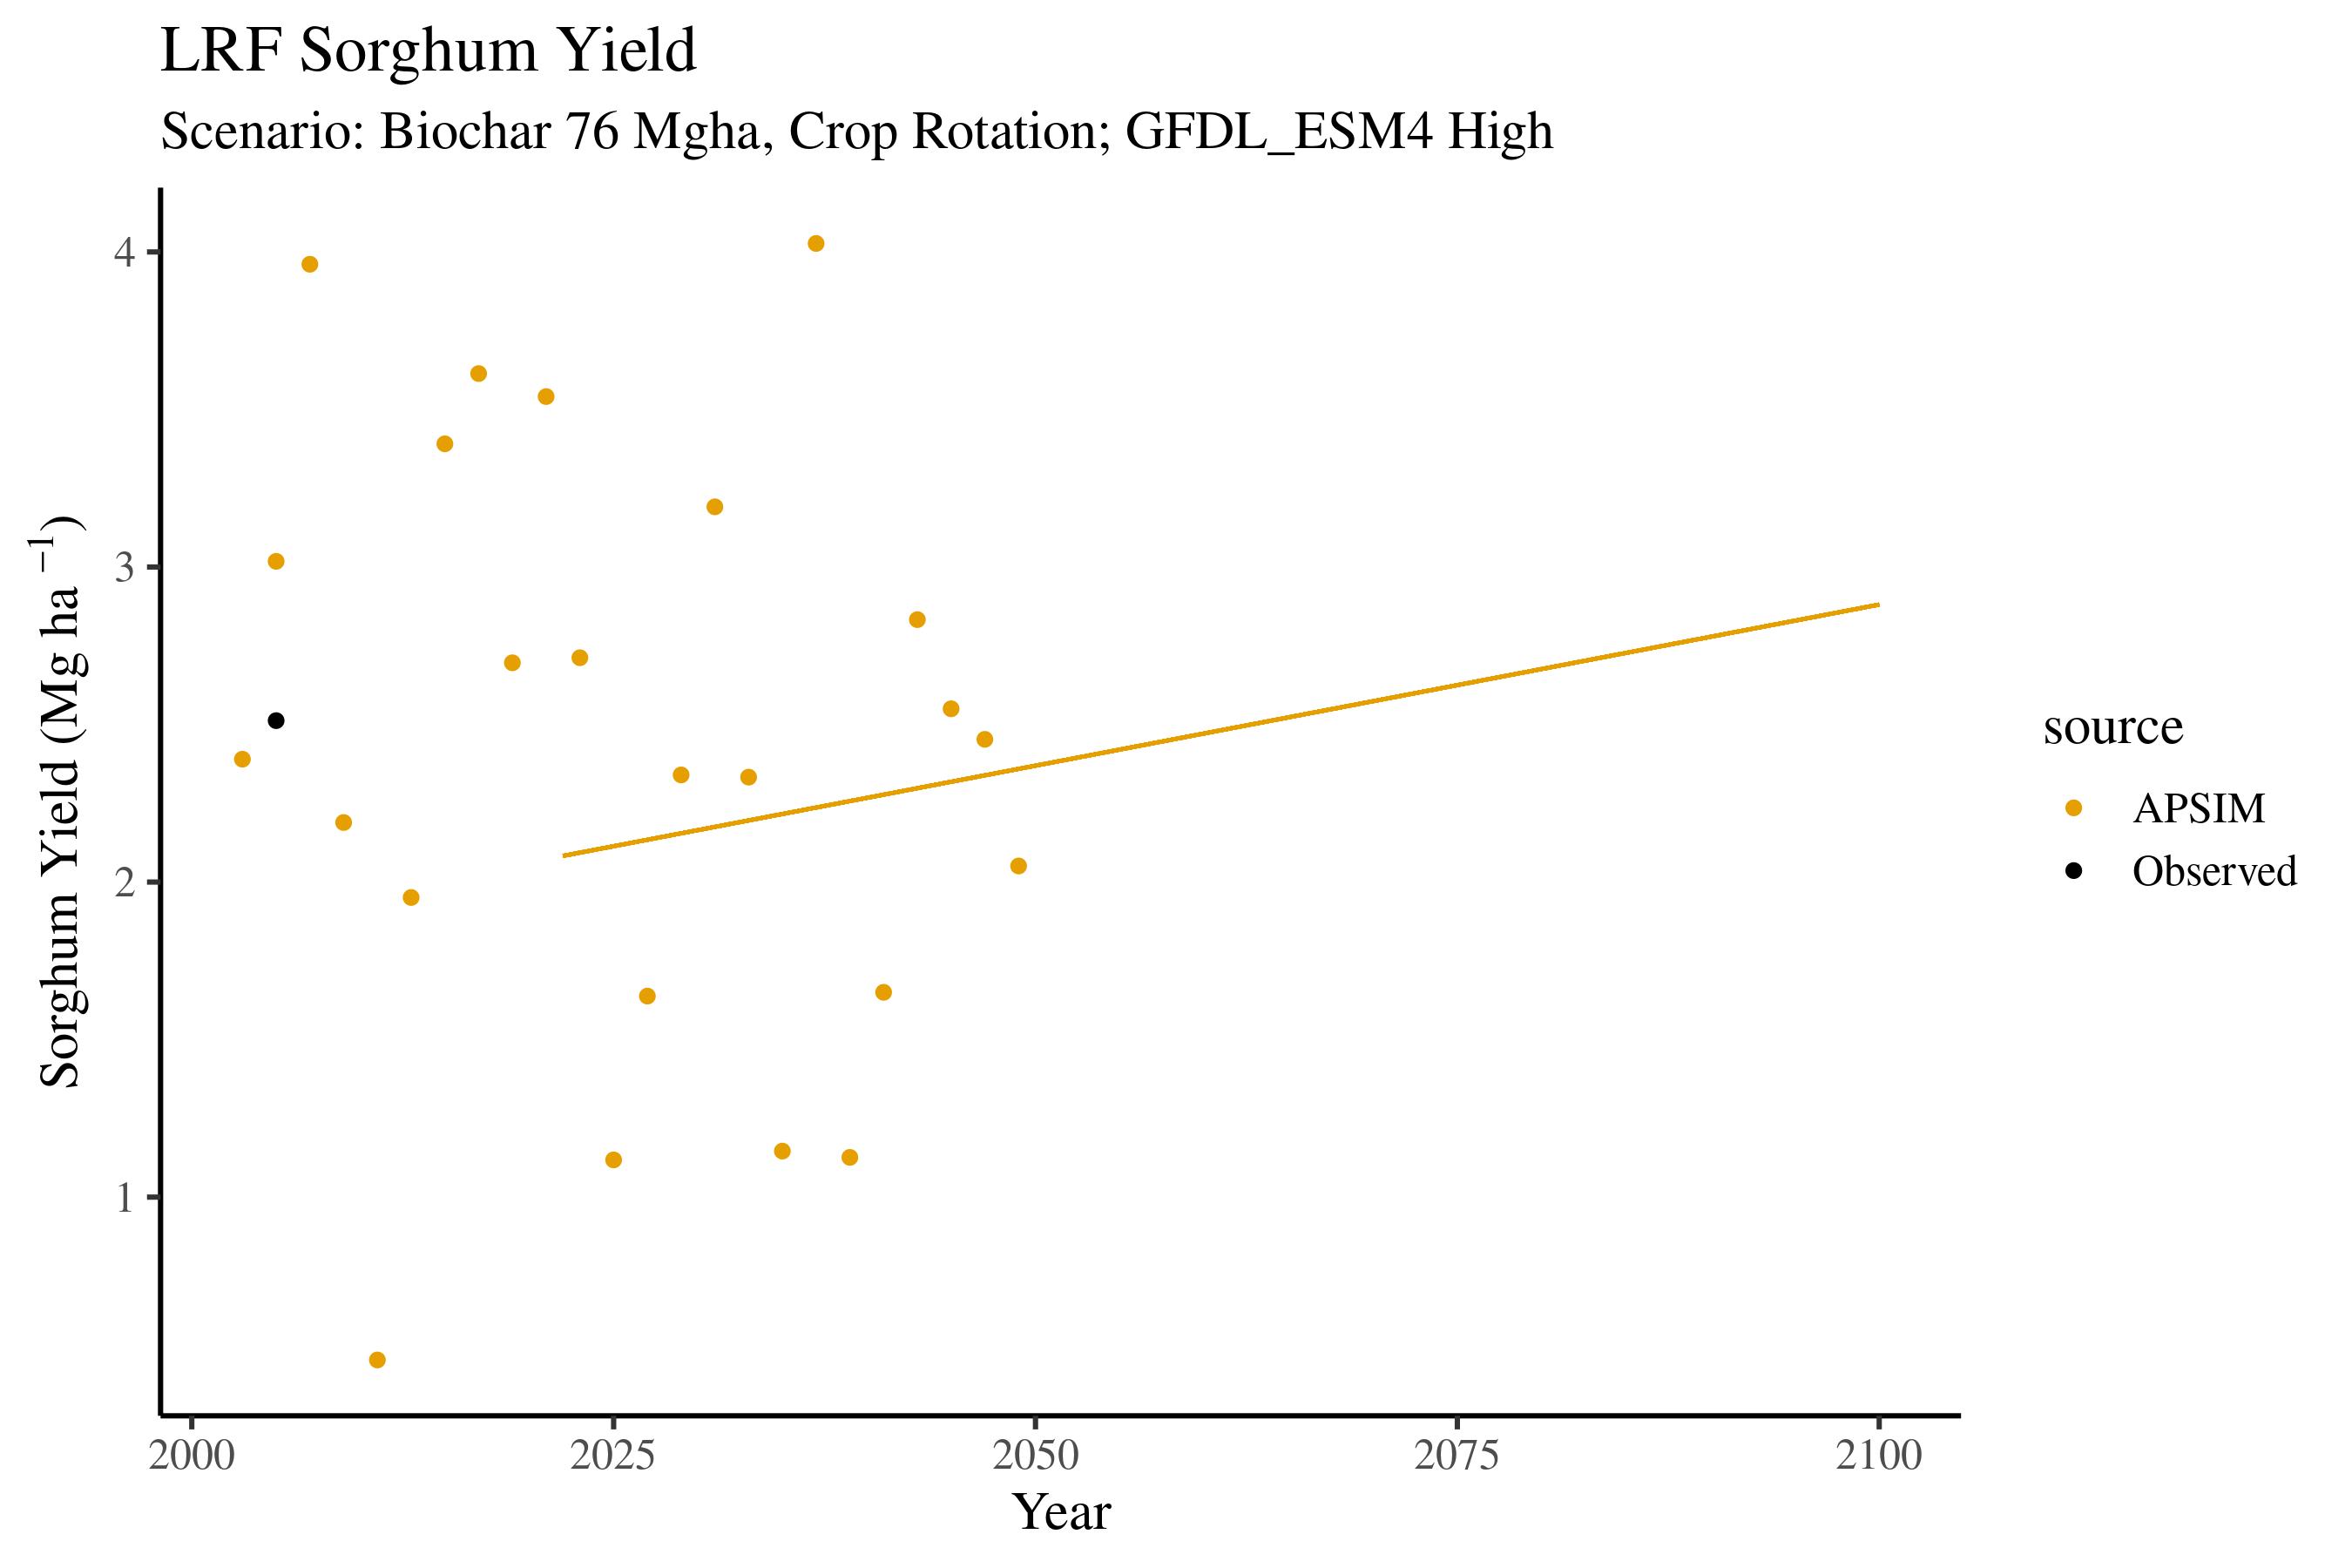 LRF Sorghum Yield
Scenario: Biochar 76 Mgha, Crop Rotation; GFDL_ESM4 High
Sorghum Yield (Mg ha −1)
4
3
2
1
2000 2025 2050 2075 2100
Year
source
APSIM
Observed